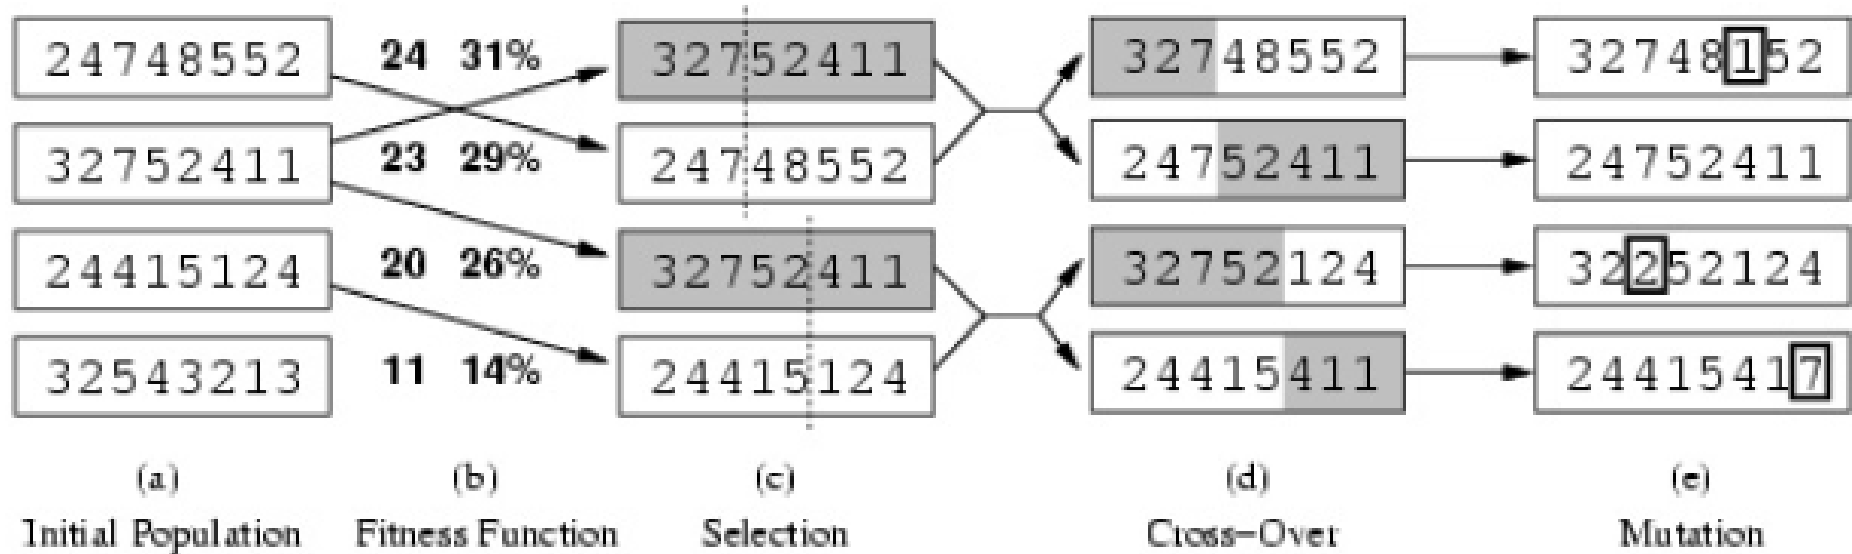 24748552 24 31% 32752411 32748552 32748152
32752411 23 29% 24748552 24752411 24752411
24415124 20 26% 32752411 32752124 32252124
32543213 11 14% 24415124 24415411 24415417
(a) (b) (c) (d) (e)
Initial Population Fitness Function Selection Cross-Over Mutation